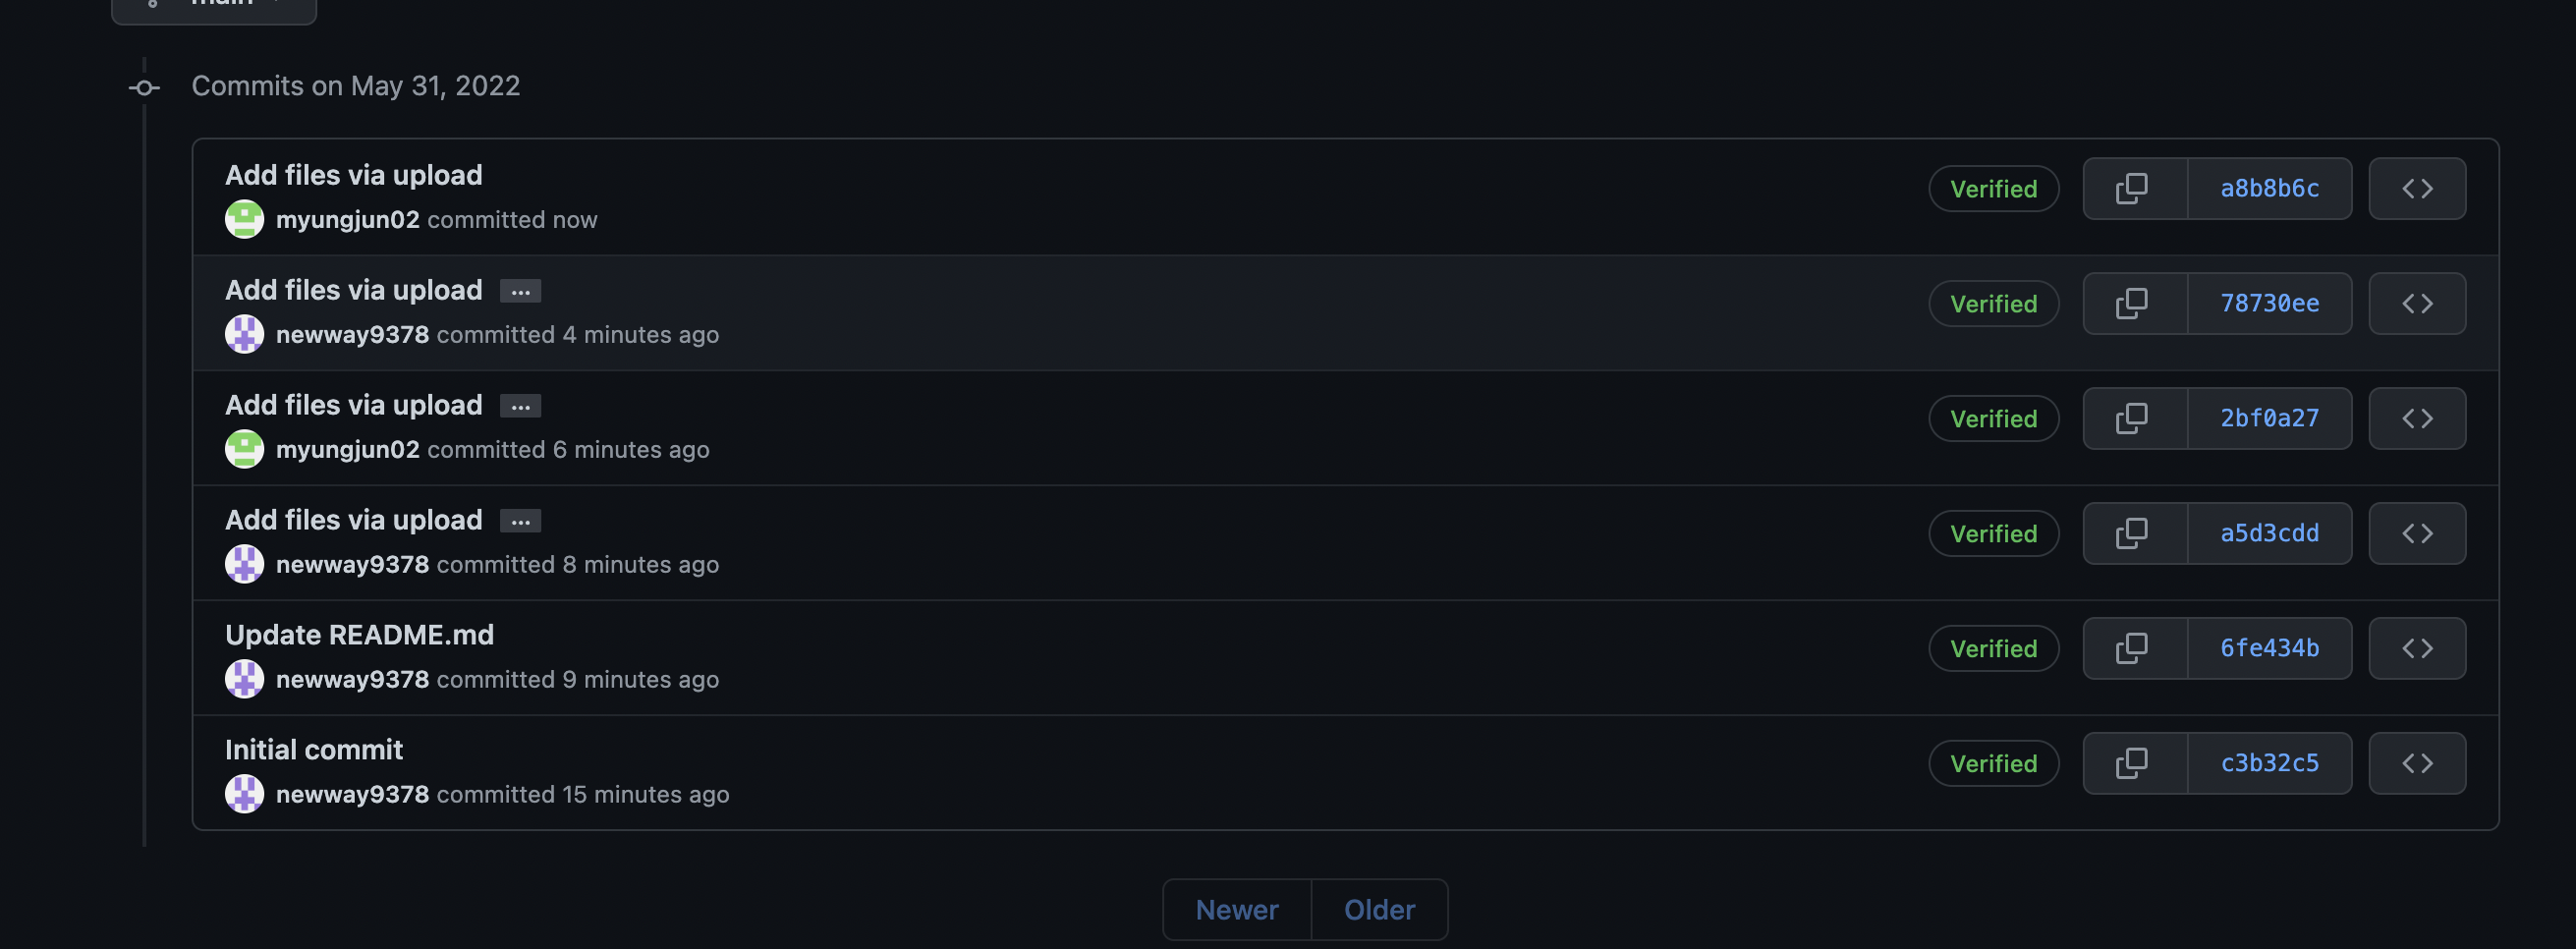 main
Commits on May 31, 2022
Add files via upload
myungjun02 committed now
Verified
a8b8b6c
Add files via upload ...
newway9378 committed 4 minutes ago
Verified
78730ee
Add files via upload ...
myungjun02 committed 6 minutes ago
Verified
2bf0a27
Add files via upload ...
newway9378 committed 8 minutes ago
Verified
a5d3cdd
Update README.md
newway9378 committed 9 minutes ago
Verified
6fe434b
Initial commit
newway9378 committed 15 minutes ago
Verified
c3b32c5
Newer
Older